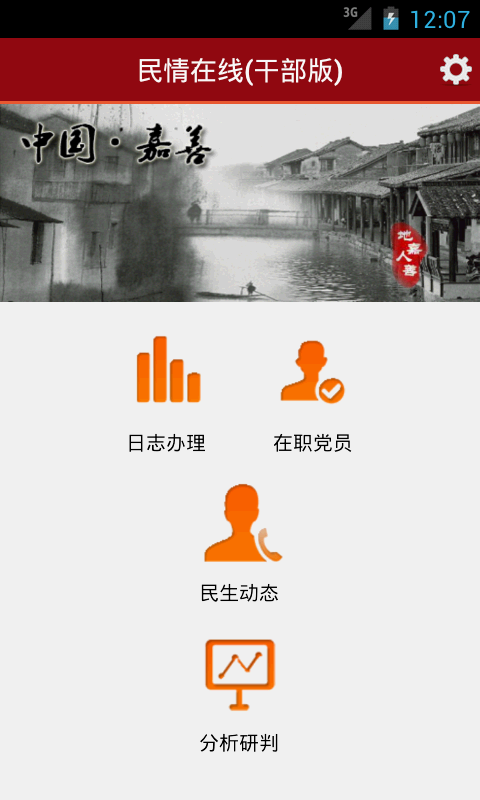 3G 12:07
民情在线(干部版)
中国·嘉善
地嘉
人善
日志办理 在职党员
民生动态
分析研判